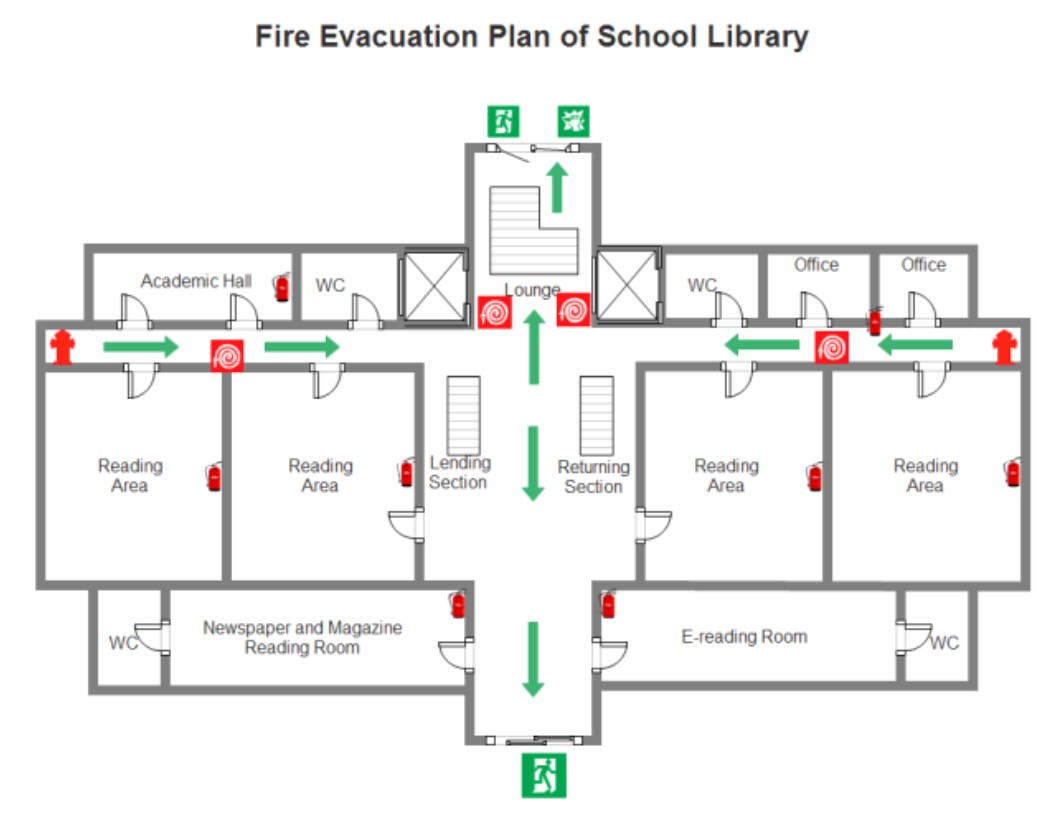 Fire Evacuation Plan of School Library
Academic Hall
WC
Lounge
WC
Office
Office
Reading
Area
Reading
Area
Lending
Section
Returning
Section
Reading
Area
Reading
Area
WC
Newspaper and Magazine
Reading Room
E-reading Room
WC